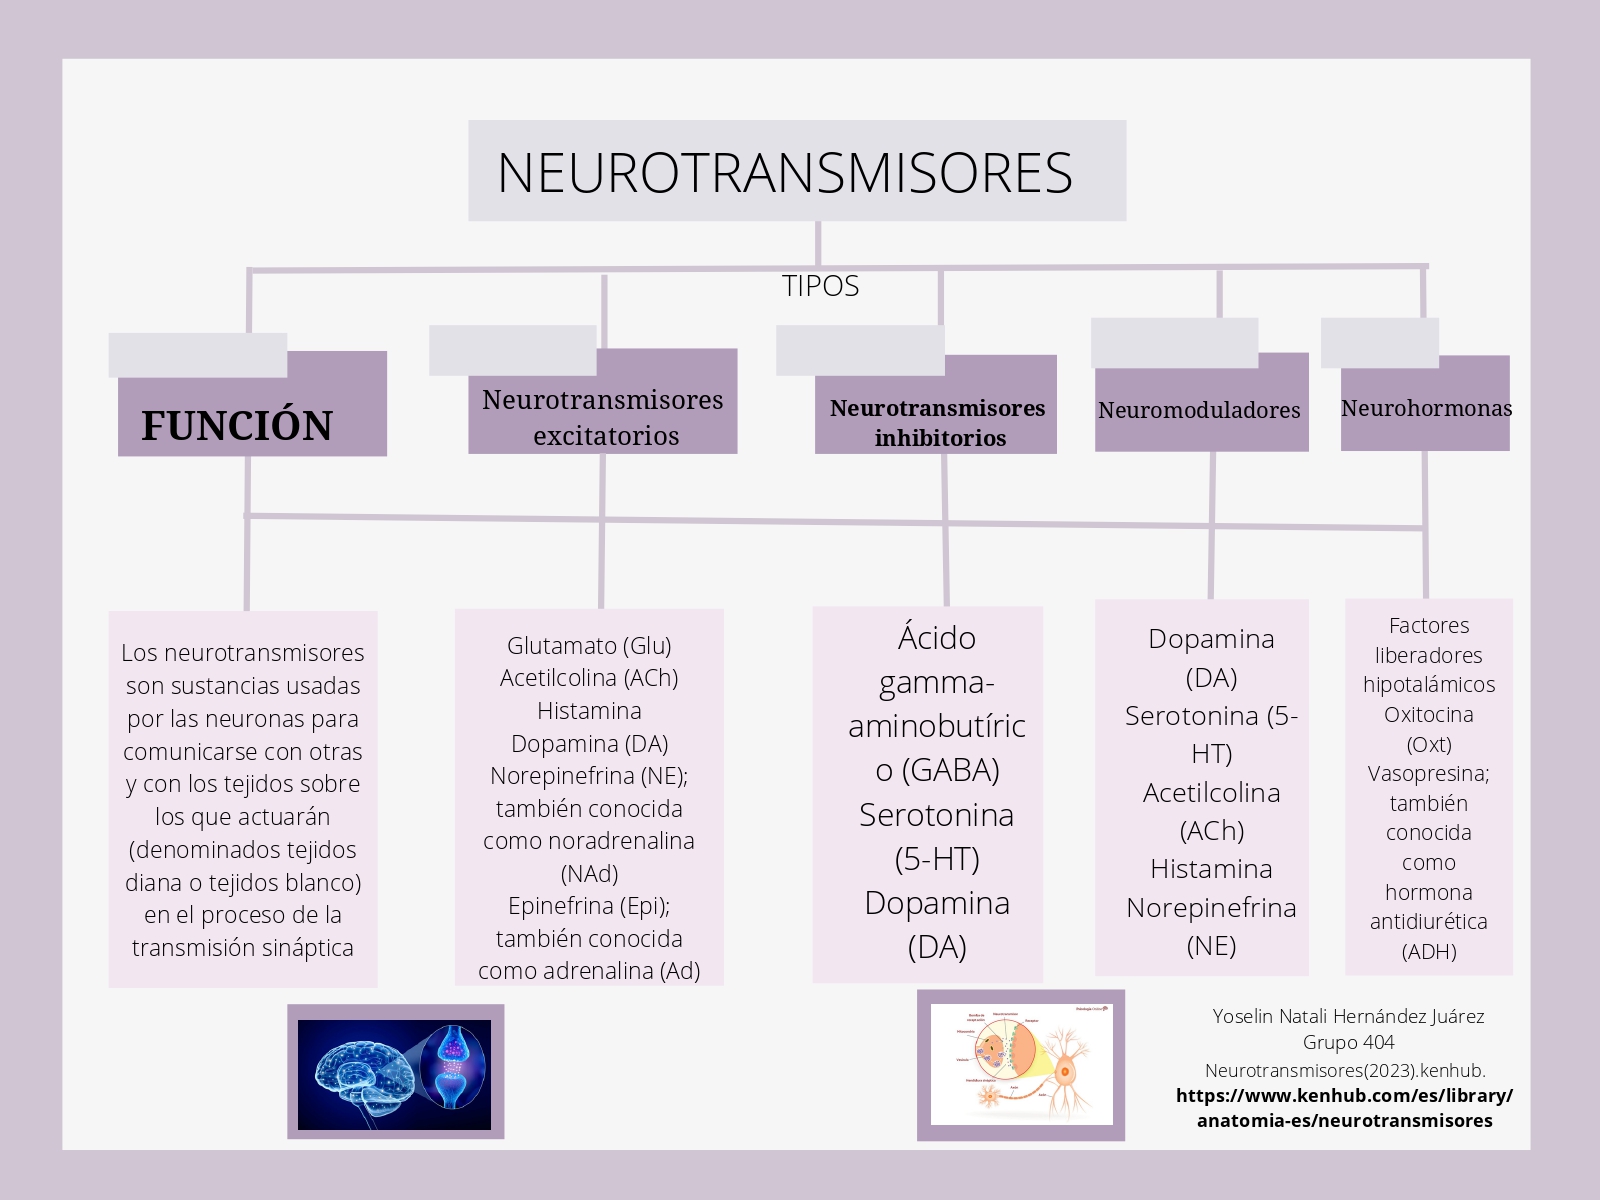 NEUROTRANSMISORES
TIPOS
FUNCIÓN
Neurotransmisores
excitatorios
Neurotransmisores
inhibitorios
Neuromoduladores
Neurohormonas
Los neurotransmisores
son sustancias usadas
por las neuronas para
comunicarse con otras
y con los tejidos sobre
los que actuarán
(denominados tejidos
diana o tejidos blanco)
en el proceso de la
transmisión sináptica
Glutamato (Glu)
Acetilcolina (ACh)
Histamina
Dopamina (DA)
Norepinefrina (NE);
también conocida
como noradrenalina
(NAd)
Epinefrina (Epi);
también conocida
como adrenalina (Ad)
Ácido
gamma-
aminobutíric
o (GABA)
Serotonina
(5-HT)
Dopamina
(DA)
Dopamina
(DA)
Serotonina (5-
HT)
Acetilcolina
(ACh)
Histamina
Norepinefrina
(NE)
Factores
liberadores
hipotalámicos
Oxitocina
(Oxt)
Vasopresina;
también
conocida
como
hormona
antidiurética
(ADH)
Yoselin Natali Hernández Juárez
Grupo 404
Neurotransmisores(2023).kenhub.
https://www.kenhub.com/es/library/
anatomia-es/neurotransmisores